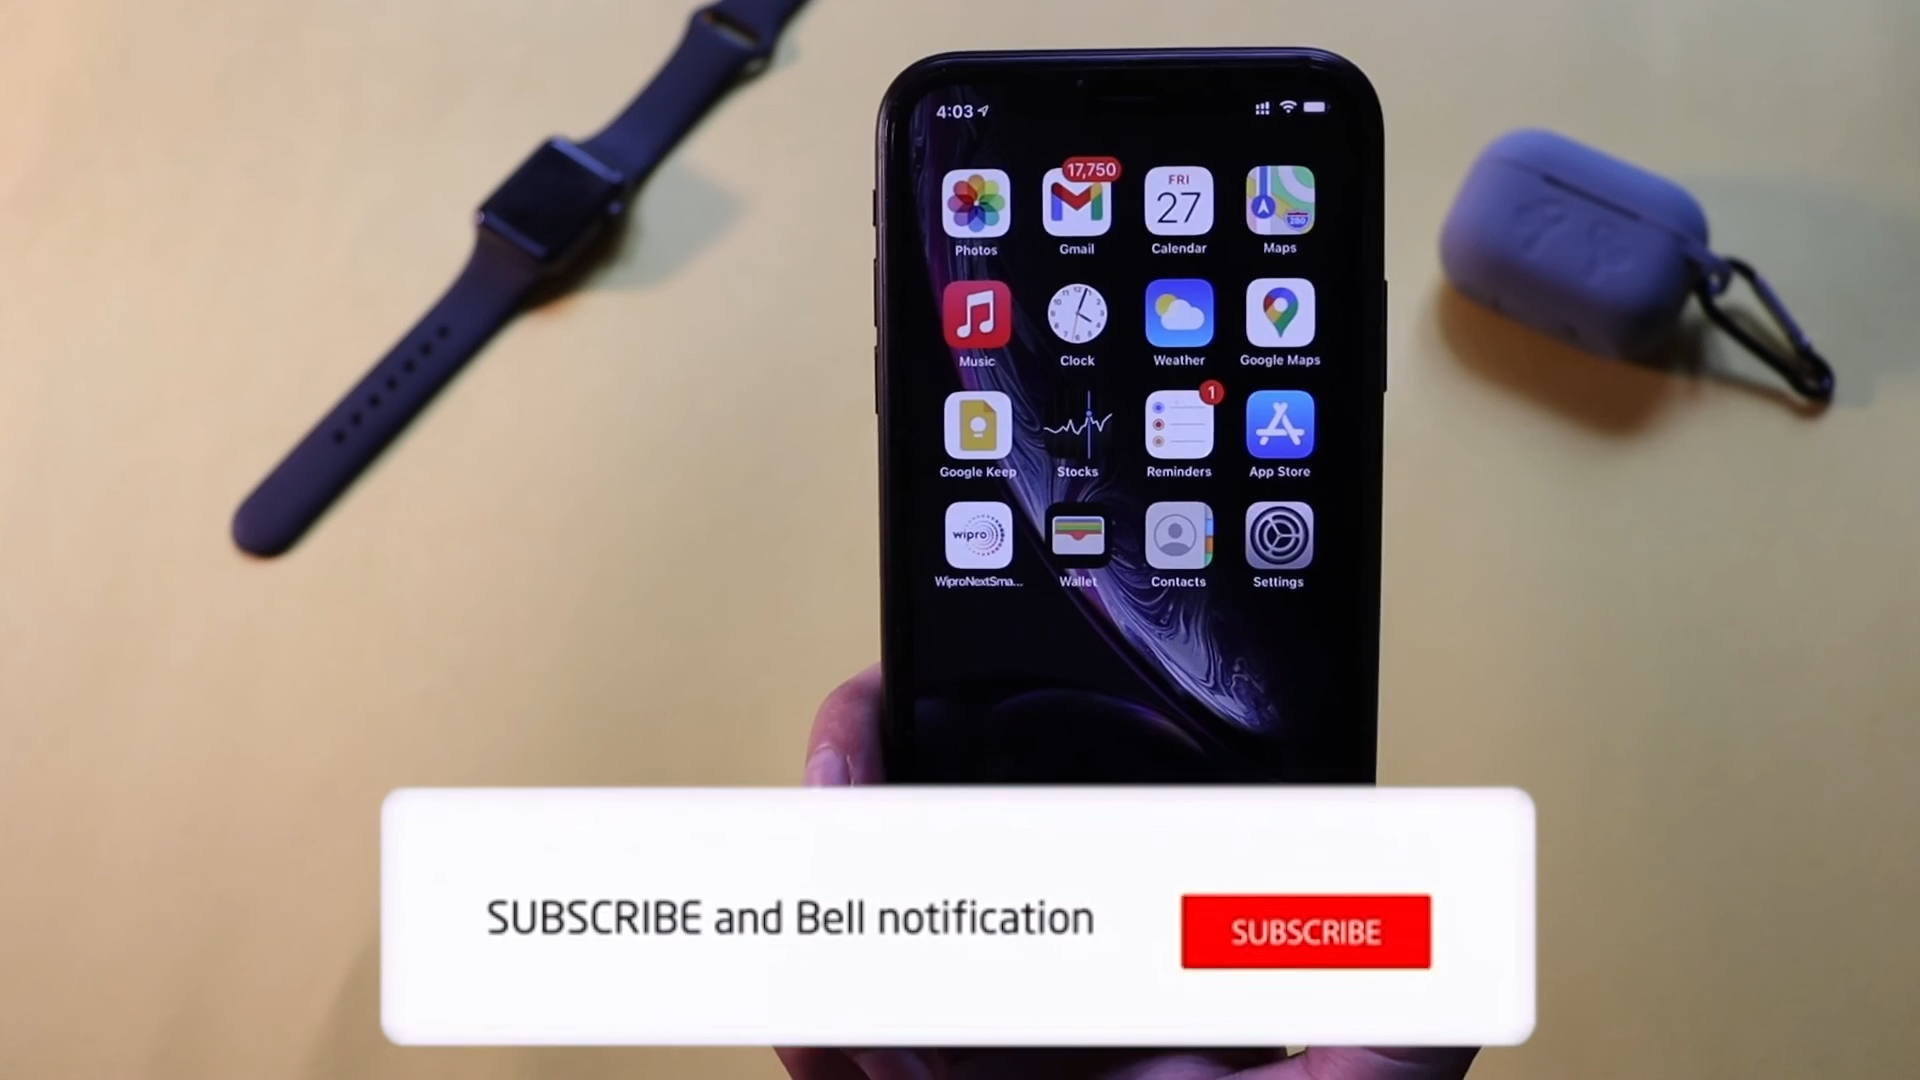 4:03
17,750
FRI
27
280
Photos
Gmail
Calendar
Maps
Music
Clock
Weather
Google Maps
1
Google Keep
Stocks
Reminders
App Store
wipro
WiproNextSma...
Wallet
Contacts
Settings
SUBSCRIBE and Bell notification
SUBSCRIBE